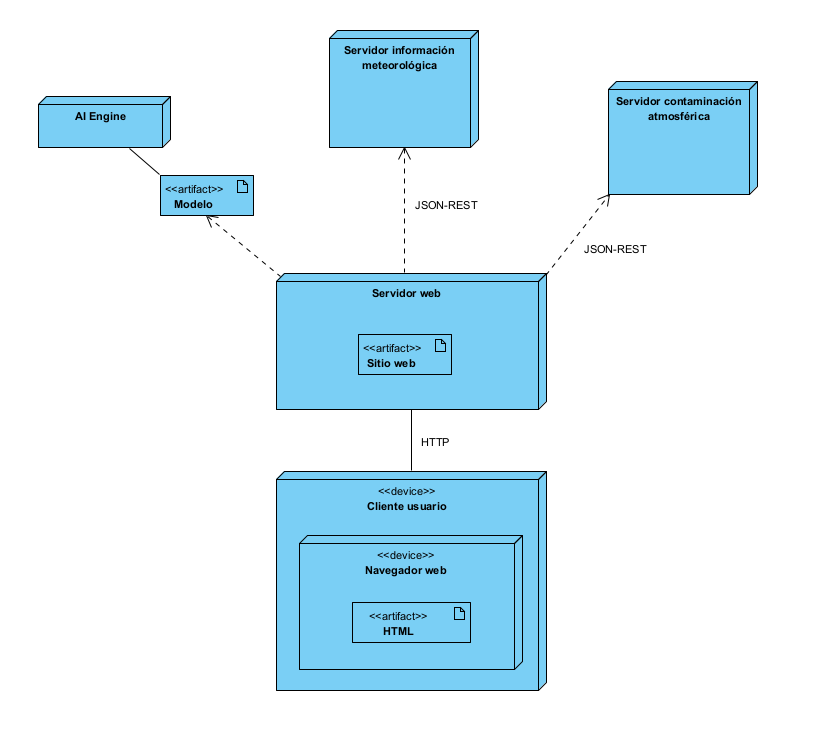 Servidor información
meteorológica
Servidor contaminación
atmosférica
AI Engine
<<artifact>>
Modelo
JSON-REST
JSON-REST
Servidor web
<<artifact>>
Sitio web
HTTP
<<device>>
Cliente usuario
<<device>>
Navegador web
<<artifact>>
HTML